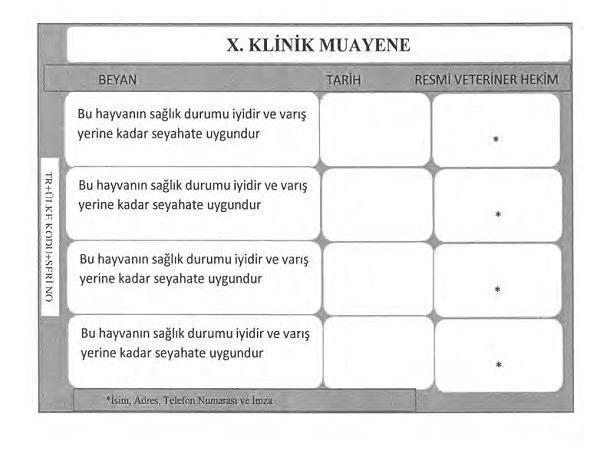 X. KLİNİK MUAYENE
BEYAN TARİH RESMİ VETERİNER HEKİM
Bu hayvanın sağlık durumu iyidir ve varış
yerine kadar seyahate uygundur
*
Bu hayvanın sağlık durumu iyidir ve varış
yerine kadar seyahate uygundur
*
Bu hayvanın sağlık durumu iyidir ve varış
yerine kadar seyahate uygundur
*
Bu hayvanın sağlık durumu iyidir ve varış
yerine kadar seyahate uygundur
*
TR+ÜLKE KODU+SERİ NO
*İsim, Adres, Telefon Numarası ve İmza